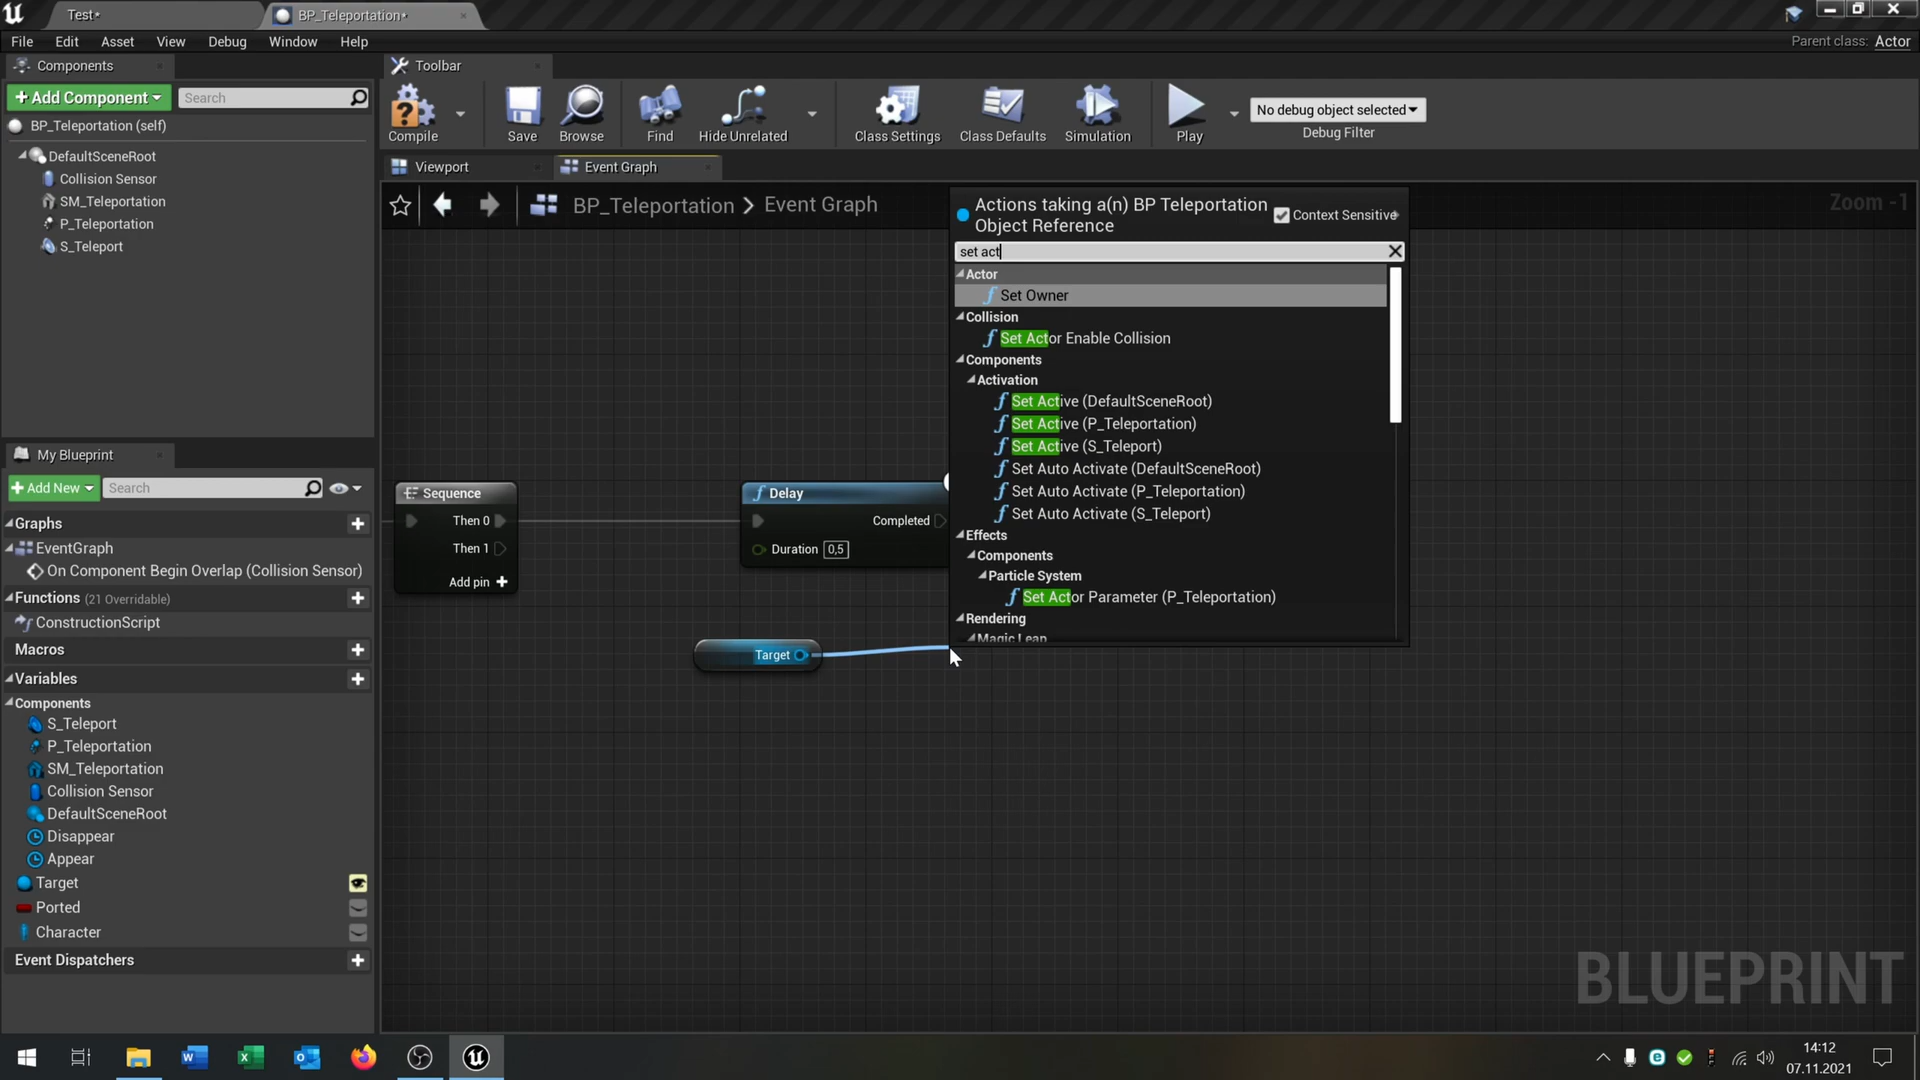 Test*
BP_Teleportation*
File Edit Asset View Debug Window Help
Parent class: Actor
Components
Toolbar
+ Add Component
Search
BP_Teleportation (self)
DefaultSceneRoot
Collision Sensor
SM_Teleportation
P_Teleportation
S_Teleport
Compile
Save
Browse
Find
Hide Unrelated
Class Settings
Class Defaults
Simulation
Play
No debug object selected
Debug Filter
Viewport
Event Graph
BP_Teleportation > Event Graph
Zoom -1
Actions taking a(n) BP Teleportation
Object Reference
Context Sensitive
set act
Actor
Set Owner
Collision
Set Actor Enable Collision
Components
Activation
Set Active (DefaultSceneRoot)
Set Active (P_Teleportation)
Set Active (S_Teleport)
Set Auto Activate (DefaultSceneRoot)
Set Auto Activate (P_Teleportation)
Set Auto Activate (S_Teleport)
Effects
Components
Particle System
Set Actor Parameter (P_Teleportation)
Rendering
Magic Leap
Sequence
Then 0
Then 1
Add pin +
Delay
Completed
Duration 0,5
Target
My Blueprint
+ Add New
Search
Graphs
EventGraph
On Component Begin Overlap (Collision Sensor)
Functions (21 Overridable)
ConstructionScript
Macros
Variables
Components
S_Teleport
P_Teleportation
SM_Teleportation
Collision Sensor
DefaultSceneRoot
Disappear
Appear
Target
Ported
Character
Event Dispatchers
BLUEPRINT
14:12
07.11.2021